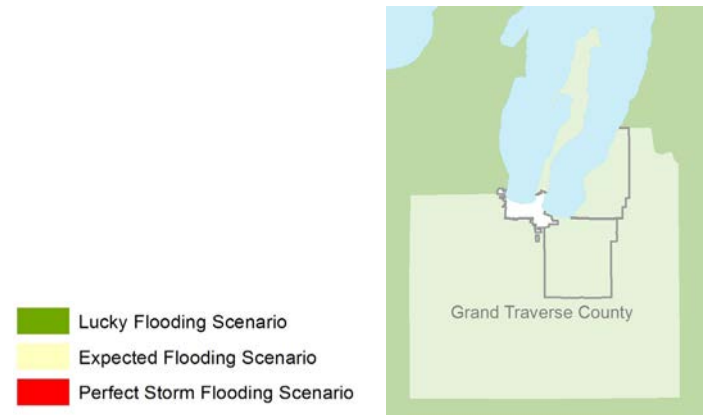 Lucky Flooding Scenario
Expected Flooding Scenario
Perfect Storm Flooding Scenario
Grand Traverse County